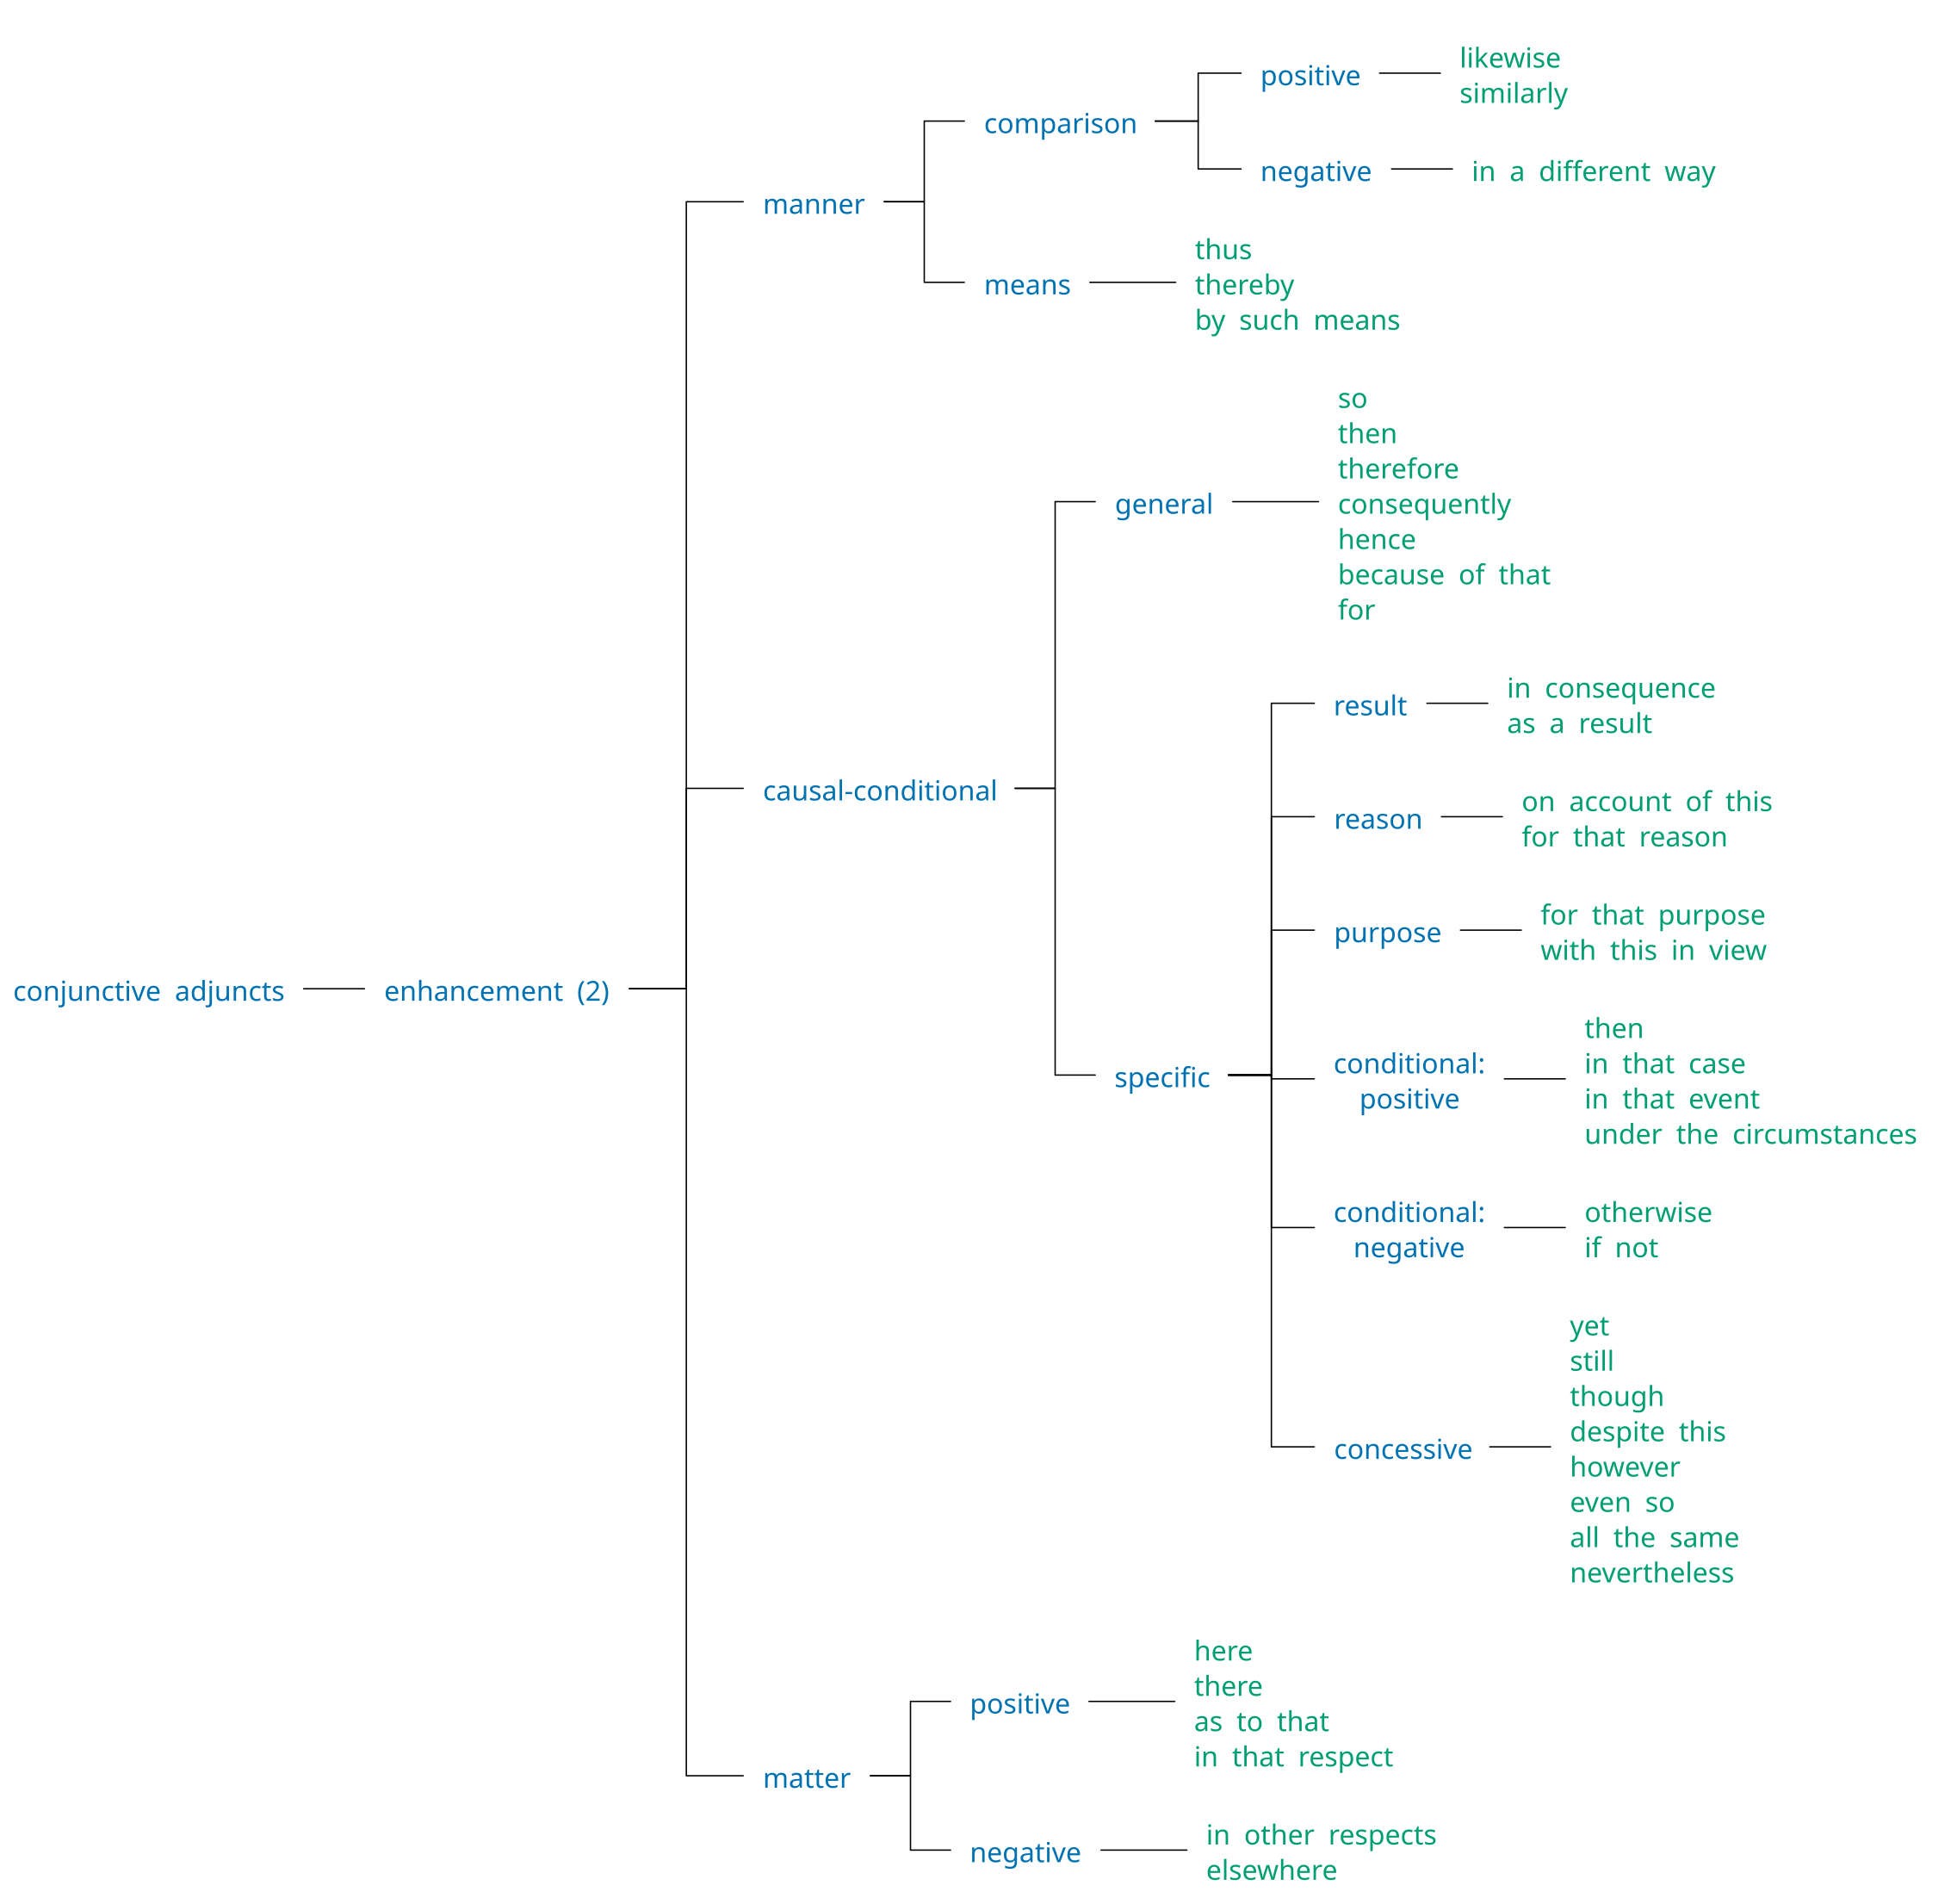 conjunctive adjuncts
enhancement (2)
manner
comparison
positive
likewise
similarly
negative
in a different way
means
thus
thereby
by such means
causal-conditional
general
so
then
therefore
consequently
hence
because of that
for
specific
result
in consequence
as a result
reason
on account of this
for that reason
purpose
for that purpose
with this in view
conditional:
positive
then
in that case
in that event
under the circumstances
conditional:
negative
otherwise
if not
concessive
yet
still
though
despite this
however
even so
all the same
nevertheless
matter
positive
here
there
as to that
in that respect
negative
in other respects
elsewhere